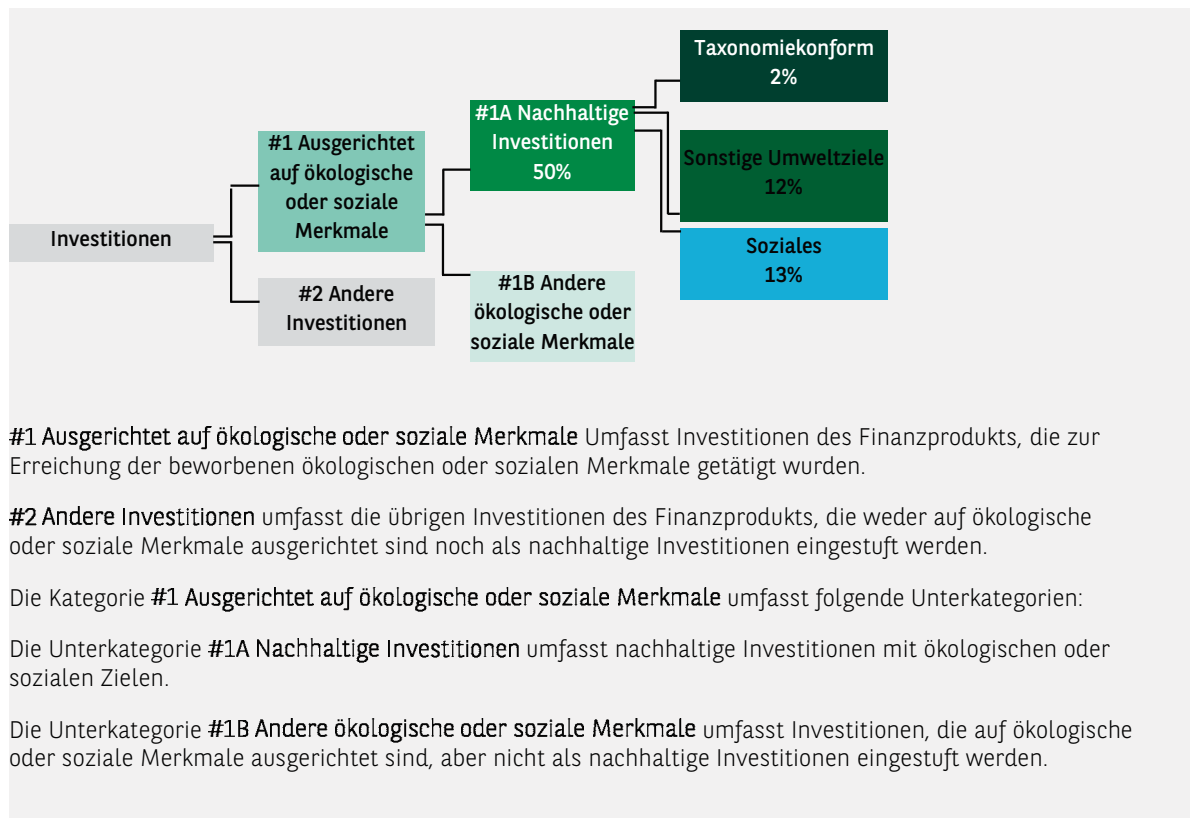 Taxonomiekonform
2%
#1A Nachhaltige
Investitionen
50%
#1 Ausgerichtet
auf ökologische
oder soziale
Merkmale
Sonstige Umweltziele
12%
Investitionen
Soziales
13%
#2 Andere
Investitionen
#1B Andere
ökologische oder
soziale Merkmale
#1 Ausgerichtet auf ökologische oder soziale Merkmale Umfasst Investitionen des Finanzprodukts, die zur
Erreichung der beworbenen ökologischen oder sozialen Merkmale getätigt wurden.
#2 Andere Investitionen umfasst die übrigen Investitionen des Finanzprodukts, die weder auf ökologische
oder soziale Merkmale ausgerichtet sind noch als nachhaltige Investitionen eingestuft werden.
Die Kategorie #1 Ausgerichtet auf ökologische oder soziale Merkmale umfasst folgende Unterkategorien:
Die Unterkategorie #1A Nachhaltige Investitionen umfasst nachhaltige Investitionen mit ökologischen oder
sozialen Zielen.
Die Unterkategorie #1B Andere ökologische oder soziale Merkmale umfasst Investitionen, die auf ökologische
oder soziale Merkmale ausgerichtet sind, aber nicht als nachhaltige Investitionen eingestuft werden.